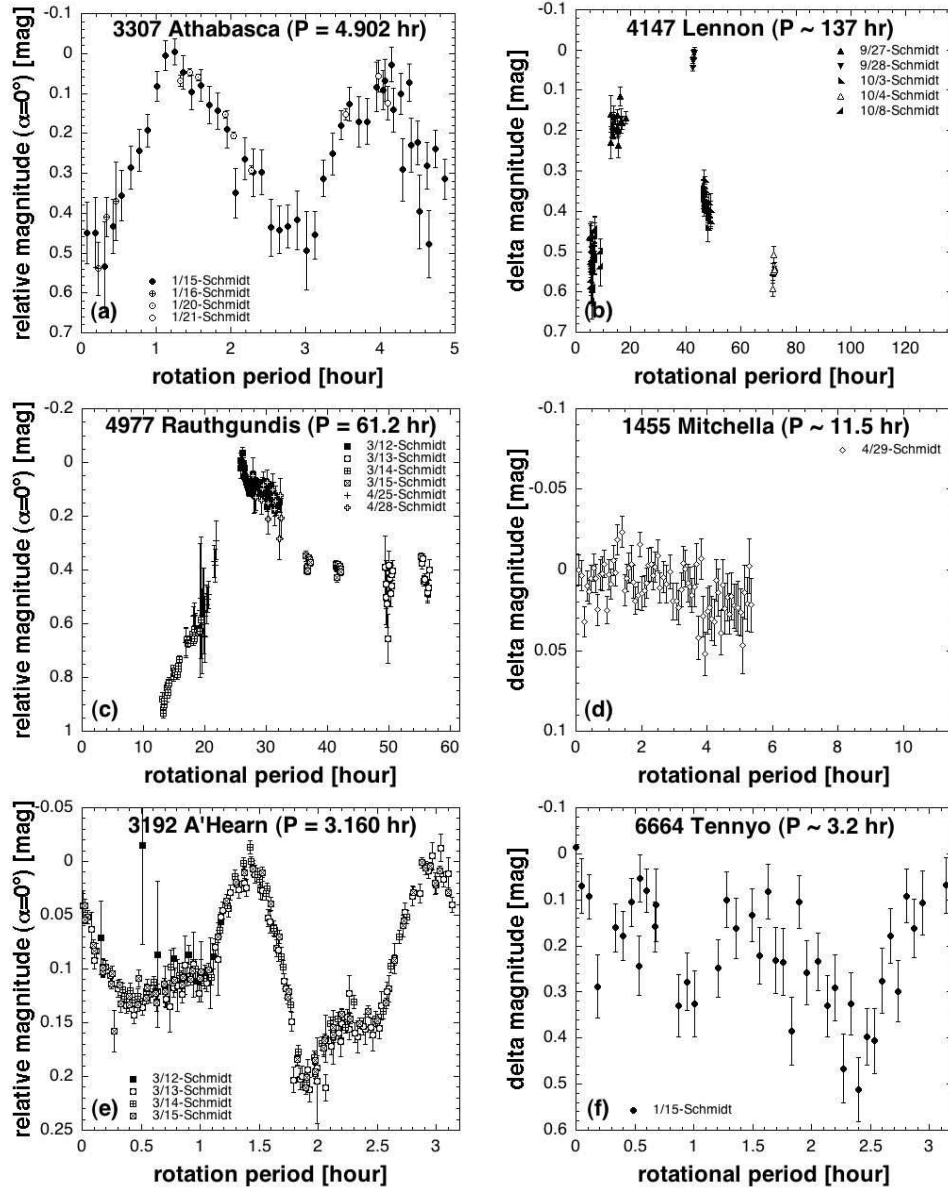 3307 Athabasca (P = 4.902 hr)
relative magnitude (α=0°) [mag]
-0.1
0
0.1
0.2
0.3
0.4
0.5
0.6
0.7
1/15-Schmidt
1/16-Schmidt
1/20-Schmidt
1/21-Schmidt
(a)
0 1 2 3 4 5
rotation period [hour]
4147 Lennon (P ~ 137 hr)
delta magnitude [mag]
-0.1
0
0.1
0.2
0.3
0.4
0.5
0.6
0.7
9/27-Schmidt
9/28-Schmidt
10/3-Schmidt
10/4-Schmidt
10/8-Schmidt
(b)
0 20 40 60 80 100 120
rotational periord [hour]
4977 Rauthgundis (P = 61.2 hr)
relative magnitude (α=0°) [mag]
-0.2
0
0.2
0.4
0.6
0.8
1
3/12-Schmidt
3/13-Schmidt
3/14-Schmidt
3/15-Schmidt
4/25-Schmidt
4/28-Schmidt
(c)
0 10 20 30 40 50 60
rotational period [hour]
1455 Mitchella (P ~ 11.5 hr)
delta magnitude [mag]
-0.1
-0.05
0
0.05
0.1
4/29-Schmidt
(d)
0 2 4 6 8 10
rotational period [hour]
3192 A'Hearn (P = 3.160 hr)
relative magnitude (α=0°) [mag]
-0.05
0
0.05
0.1
0.15
0.2
0.25
3/12-Schmidt
3/13-Schmidt
3/14-Schmidt
3/15-Schmidt
(e)
0 0.5 1 1.5 2 2.5 3
rotation period [hour]
6664 Tennyo (P ~ 3.2 hr)
delta magnitude [mag]
-0.1
0
0.1
0.2
0.3
0.4
0.5
0.6
1/15-Schmidt
(f)
0 0.5 1 1.5 2 2.5 3
rotational period [hour]